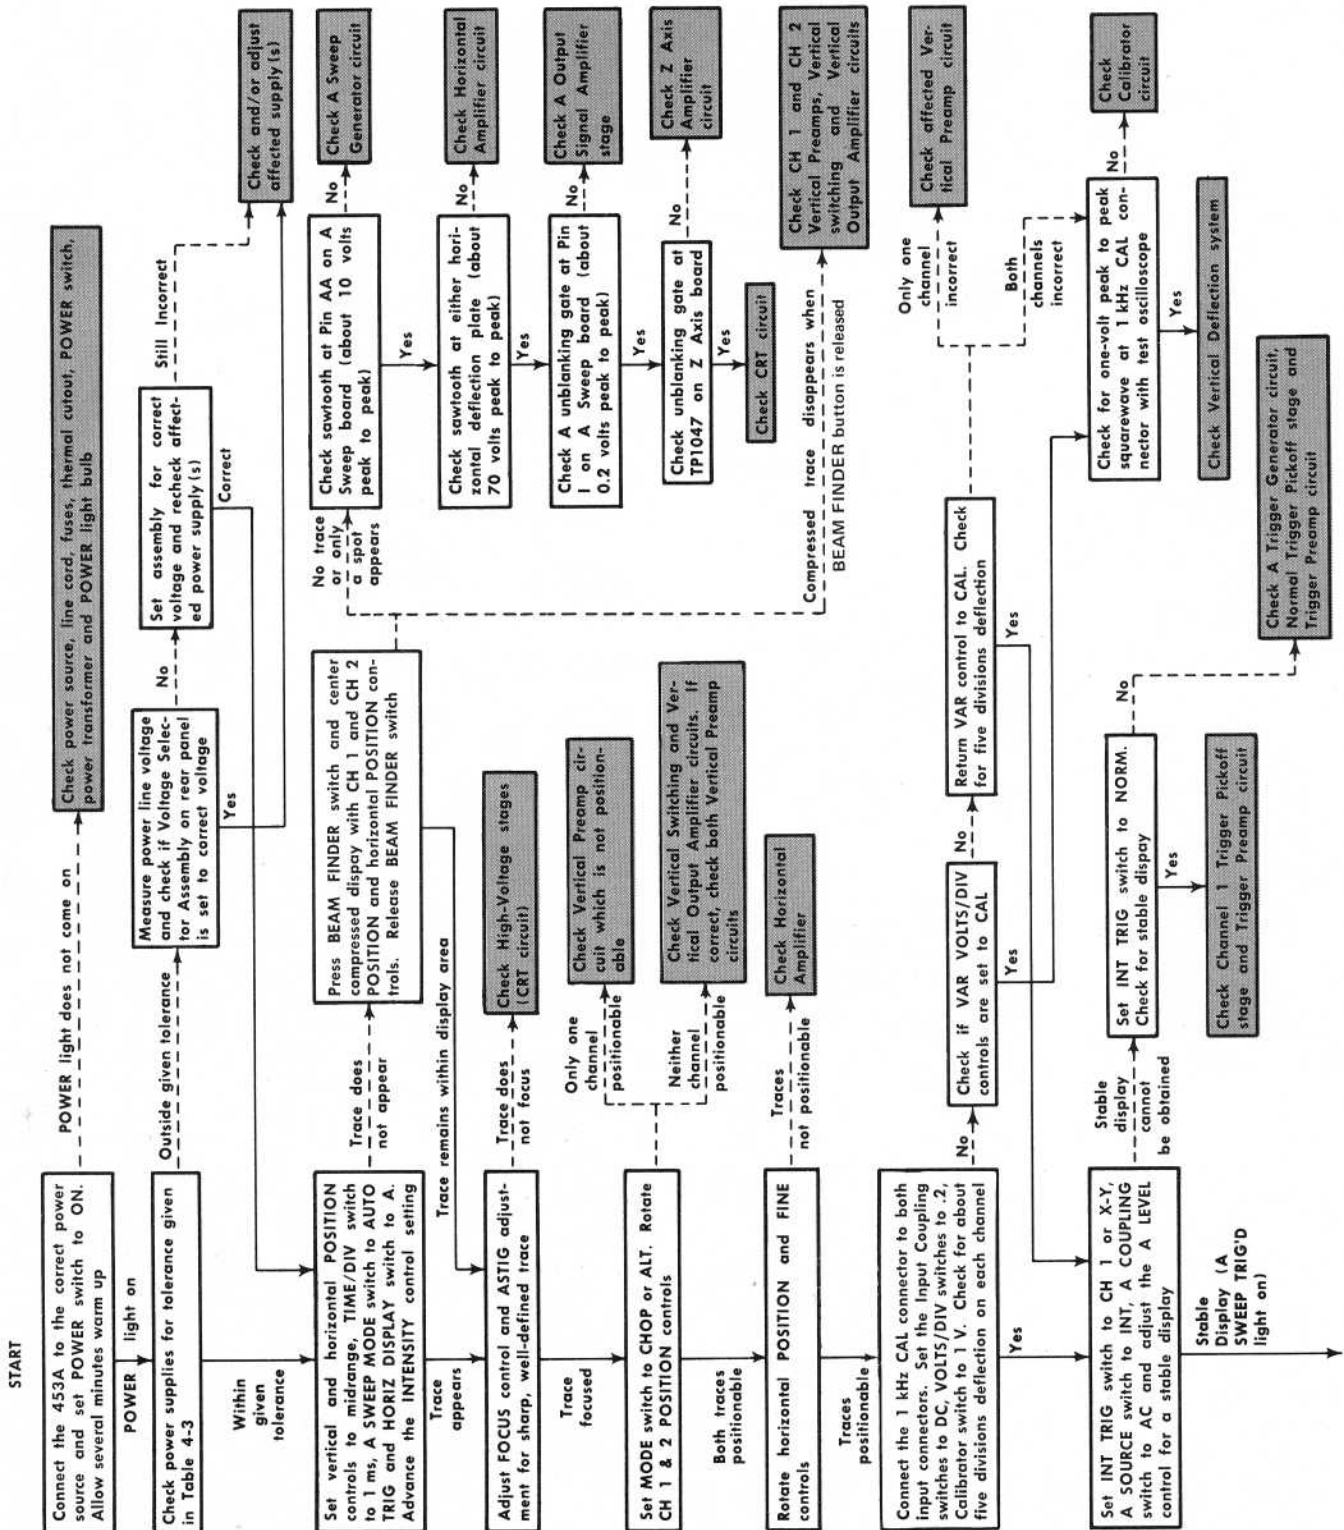 START
Connect the 453A to the correct power
source and set POWER switch to ON.
Allow several minutes warm up
POWER light does not come on
Check power source, line cord, fuses, thermal cutout, POWER switch,
power transformer and POWER light bulb
POWER light on
Check power supplies for tolerance given
in Table 4-3
Outside given tolerance
Measure power line voltage
and check if Voltage Selec-
tor Assembly on rear panel
is set to correct voltage
No
Set assembly for correct
voltage and recheck affect-
ed power supply(s)
Still Incorrect
Check and/or adjust
affected supply(s)
Yes
Correct
Within
given
tolerance
Set vertical and horizontal POSITION
controls to midrange, TIME/DIV switch
to 1 ms, A SWEEP MODE switch to AUTO
TRIG and HORIZ DISPLAY switch to A.
Advance the INTENSITY control setting
Trace does
not appear
Press BEAM FINDER switch and center
compressed dispay with CH 1 and CH 2
POSITION and horizontal POSITION con-
trols. Release BEAM FINDER switch
No trace
or only
a spot
appears
Check sawtooth at Pin AA on A
Sweep board (about 10 volts
peak to peak)
No
Check A Sweep
Generator circuit
Yes
Check sawtooth at either hori-
zontal deflection plate (about
70 volts peak to peak)
No
Check Horizontal
Amplifier circuit
Yes
Check A unblanking gate at Pin
I on A Sweep board (about
0.2 volts peak to peak)
No
Check A Output
Signal Amplifier
stage
Yes
Check unblanking gate at
TP1047 on Z Axis board
No
Check Z Axis
Amplifier
circuit
Yes
Check CRT circuit
Compressed trace disappears when
BEAM FINDER button is released
Check CH 1 and CH 2
Vertical Preamps, Vertical
switching and Vertical
Output Amplifier circuits
Trace remains within display area
Trace
appears
Adjust FOCUS control and ASTIG adjust-
ment for sharp, well-defined trace
Trace does
not focus
Check High-Voltage stages
(CRT circuit)
Trace
focused
Set MODE switch to CHOP or ALT. Rotate
CH 1 & 2 POSITION controls
Only one
channel
positionable
Check Vertical Preamp cir-
cuit which is not position-
able
Neither
channel
positionable
Check Vertical Switching and Ver-
tical Output Amplifier circuits. If
correct, check both Vertical Preamp
circuits
Both traces
positionable
Rotate horizontal POSITION and FINE
controls
Traces
not positionable
Check Horizontal
Amplifier
Traces
positionable
Connect the 1 kHz CAL connector to both
input connectors. Set the Input Coupling
switches to DC, VOLTS/DIV switches to .2,
Calibrator switch to 1 V. Check for about
five divisions deflection on each channel
No
Check if VAR VOLTS/DIV
controls are set to CAL
No
Return VAR control to CAL. Check
for five divisions deflection
Only one
channel
incorrect
Check affected Ver-
tical Preamp circuit
Both
channels
incorrect
Yes
Yes
Check for one-volt peak to peak
squarewave at 1 kHz CAL con-
nector with test oscilloscope
No
Check
Calibrator
circuit
Yes
Check Vertical Deflection system
Yes
Set INT TRIG switch to CH 1 or X-Y,
A SOURCE switch to INT, A COUPLING
switch to AC and adjust the A LEVEL
control for a stable display
Stable
display
cannot
be obtained
Set INT TRIG switch to NORM.
Check for stable dispay
No
Check A Trigger Generator circuit,
Normal Trigger Pickoff stage and
Trigger Preamp circuit
Yes
Check Channel 1 Trigger Pickoff
stage and Trigger Preamp circuit
Stable
Display (A
SWEEP TRIG'D
light on)